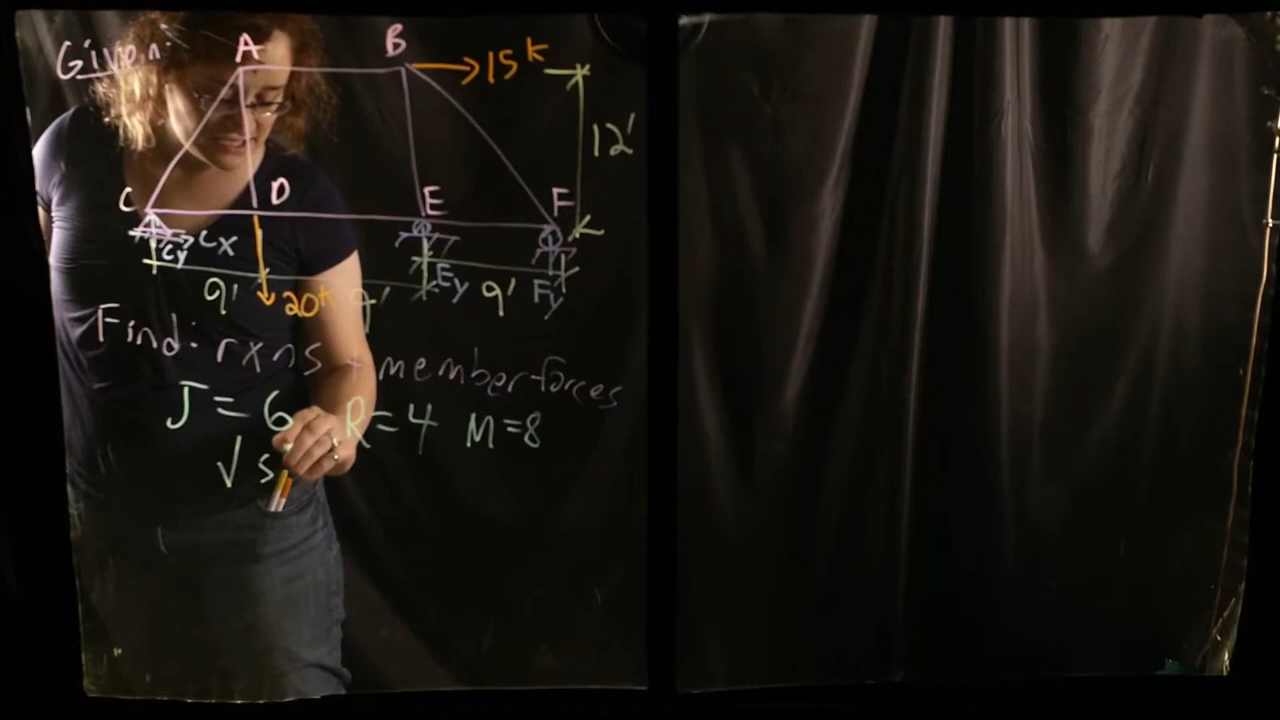 Given:
A B
15k
12'
C D E F
Cx
Cy
Ey Fy
9' 20k 9' 9'
Find: rxns + member forces
J = 6 R = 4 M = 8
√ s